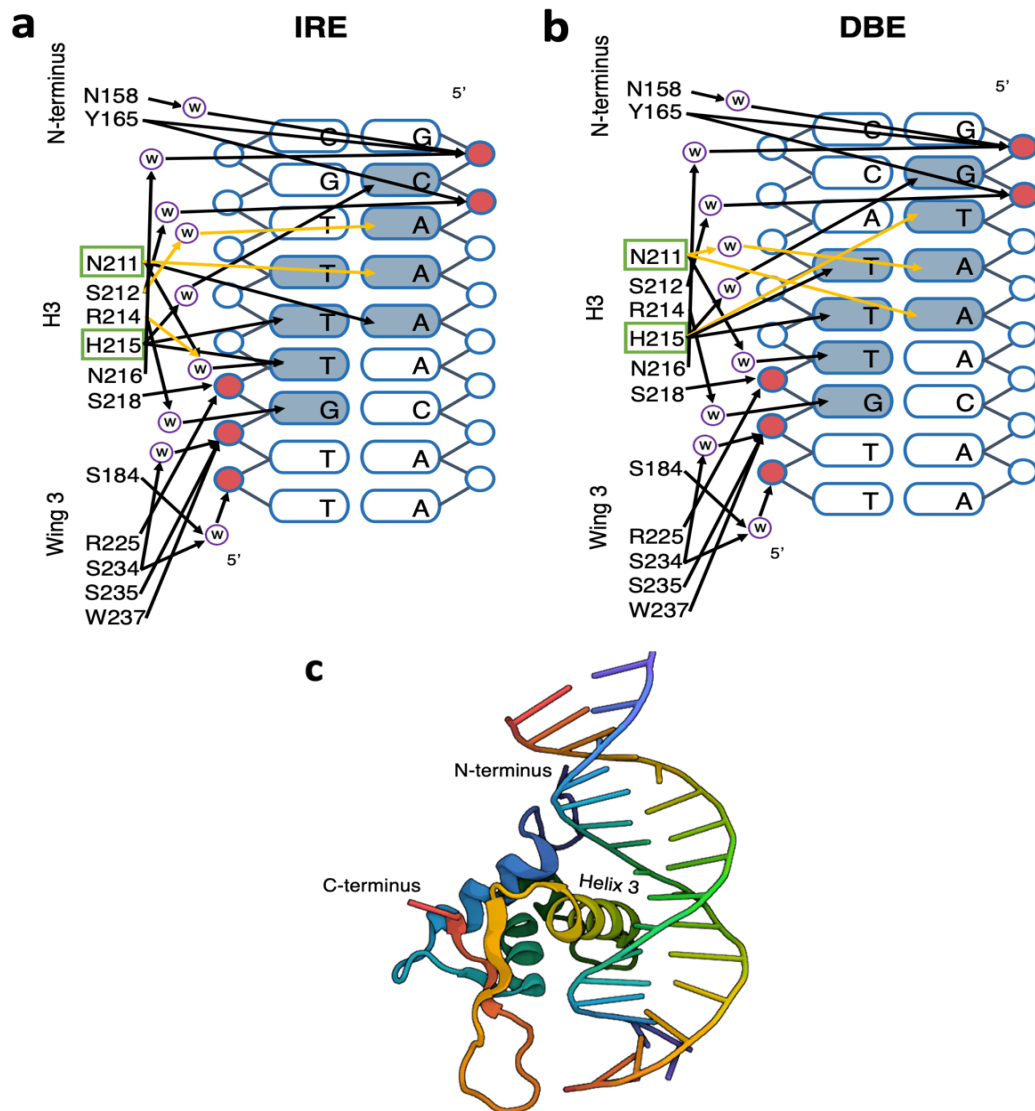 a
IRE
N-terminus
5'
N158
w
Y165
C G
w
G C
w
T A
w
N211
T A
S212
w
H3
R214
T A
H215
w
T A
N216
S218
w
G C
w
T A
S184
T A
Wing 3
w
R225
5'
S234
S235
W237
b
DBE
N-terminus
5'
N158
w
Y165
C G
w
C G
w
A T
w
N211
T A
S212
w
H3
R214
T A
H215
w
T A
N216
S218
w
G C
w
T A
S184
T A
Wing 3
w
R225
5'
S234
S235
W237
c
N-terminus
C-terminus
Helix 3